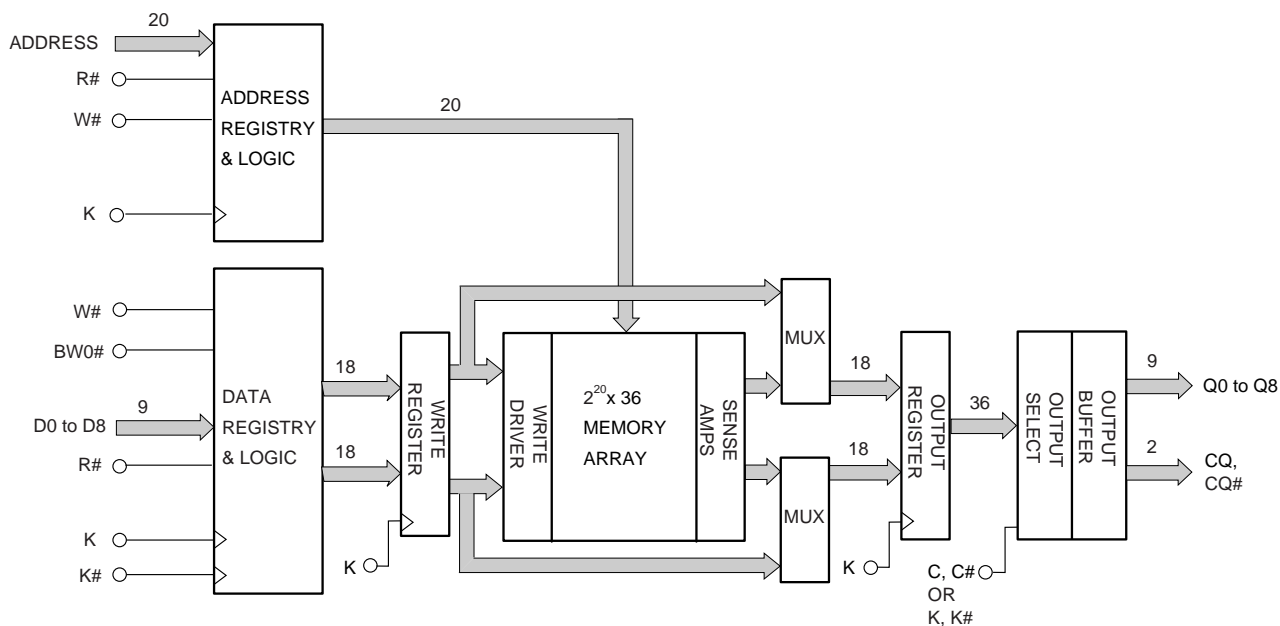 20
ADDRESS
R#
W#
K
ADDRESS
REGISTRY
& LOGIC
20
W#
BW0#
9
D0 to D8
R#
K
K#
DATA
REGISTRY
& LOGIC
18
18
WRITE
REGISTER
K
WRITE
DRIVER
2²⁰x 36
MEMORY
ARRAY
SENSE
AMPS
MUX
MUX
18
18
OUTPUT
REGISTER
K
36
OUTPUT
SELECT
OUTPUT
BUFFER
C, C#
OR
K, K#
9
Q0 to Q8
2
CQ,
CQ#